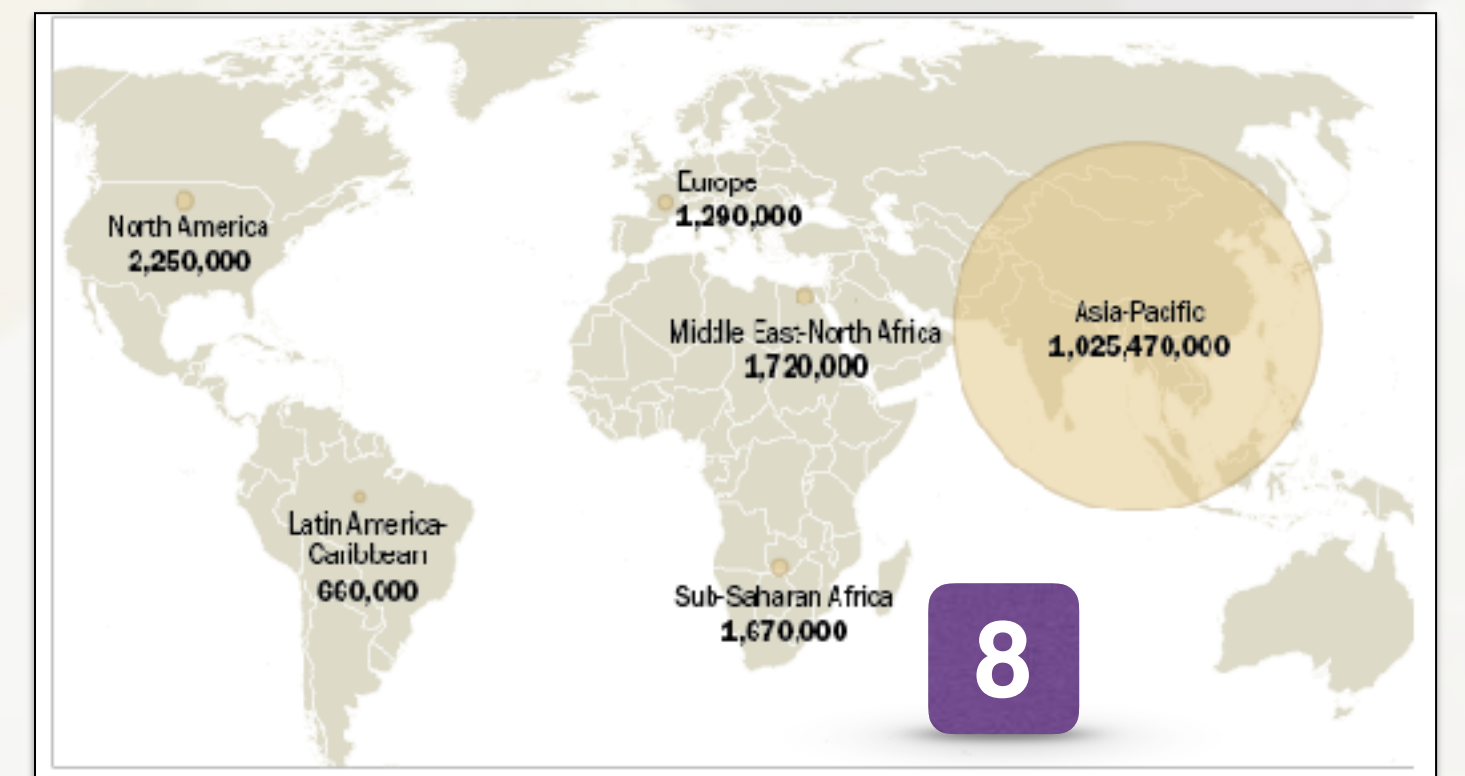 Europe
1,290,000
North America
2,250,000
Asia-Pacific
1,025,470,000
Middle East-North Africa
1,720,000
Latin America-
Caribbean
660,000
Sub-Saharan Africa
1,670,000
8